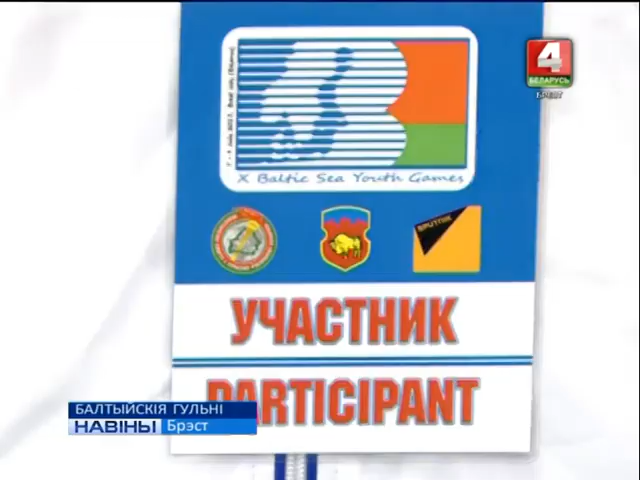 4
БЕЛАРУСЬ
БРЭСТ
X Baltic Sea Youth Games
SPUTNIK
УЧАСТНИК
PARTICIPANT
БАЛТЫЙСКІЯ ГУЛЬНІ
НАВІНЫ Брэст